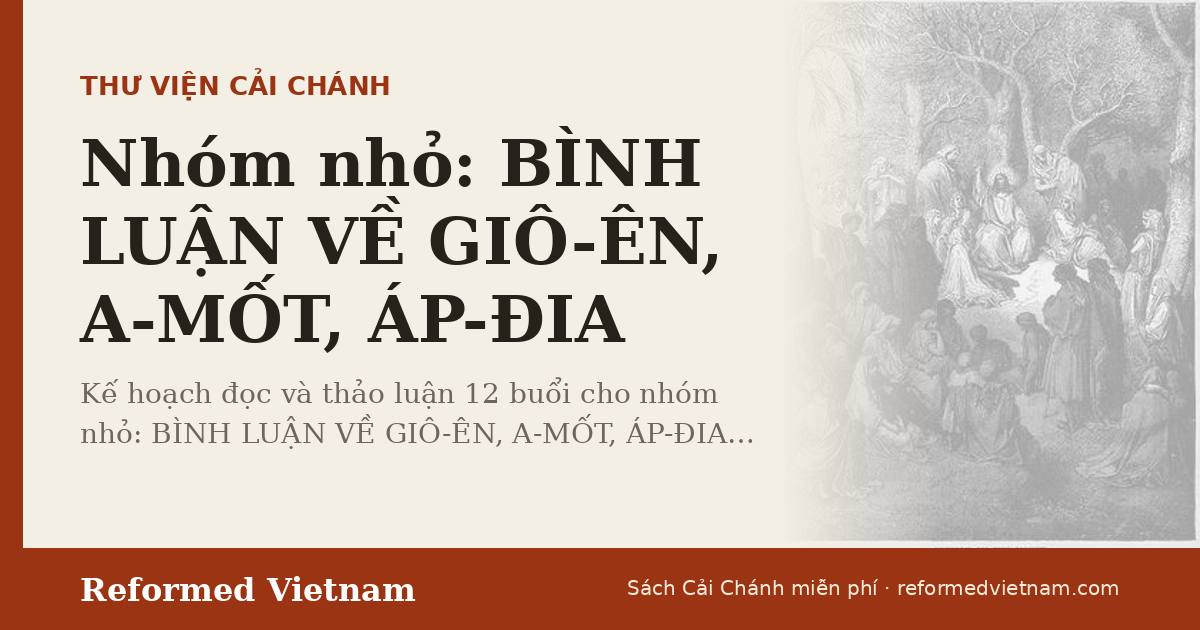 THƯ VIỆN CẢI CHÁNH
Nhóm nhỏ: BÌNH
LUẬN VỀ GIÔ-ÊN,
A-MỐT, ÁP-ĐIA
Kế hoạch đọc và thảo luận 12 buổi cho nhóm
nhỏ: BÌNH LUẬN VỀ GIÔ-ÊN, A-MỐT, ÁP-ĐIA...
Reformed Vietnam
Sách Cải Chánh miễn phí · reformedvietnam.com